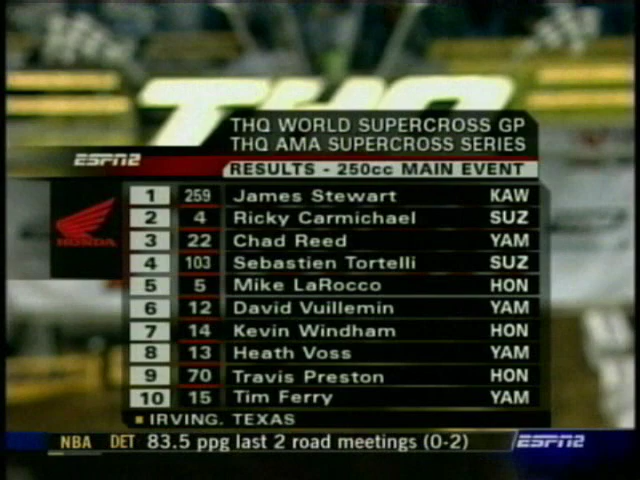 THQ
THQ WORLD SUPERCROSS GP
THQ AMA SUPERCROSS SERIES
ESPN2
RESULTS - 250cc MAIN EVENT
HONDA
1 259 James Stewart KAW
2 4 Ricky Carmichael SUZ
3 22 Chad Reed YAM
4 103 Sebastien Tortelli SUZ
5 5 Mike LaRocco HON
6 12 David Vuillemin YAM
7 14 Kevin Windham HON
8 13 Heath Voss YAM
9 70 Travis Preston HON
10 15 Tim Ferry YAM
IRVING, TEXAS
NBA DET 83.5 ppg last 2 road meetings (0-2) ESPN2